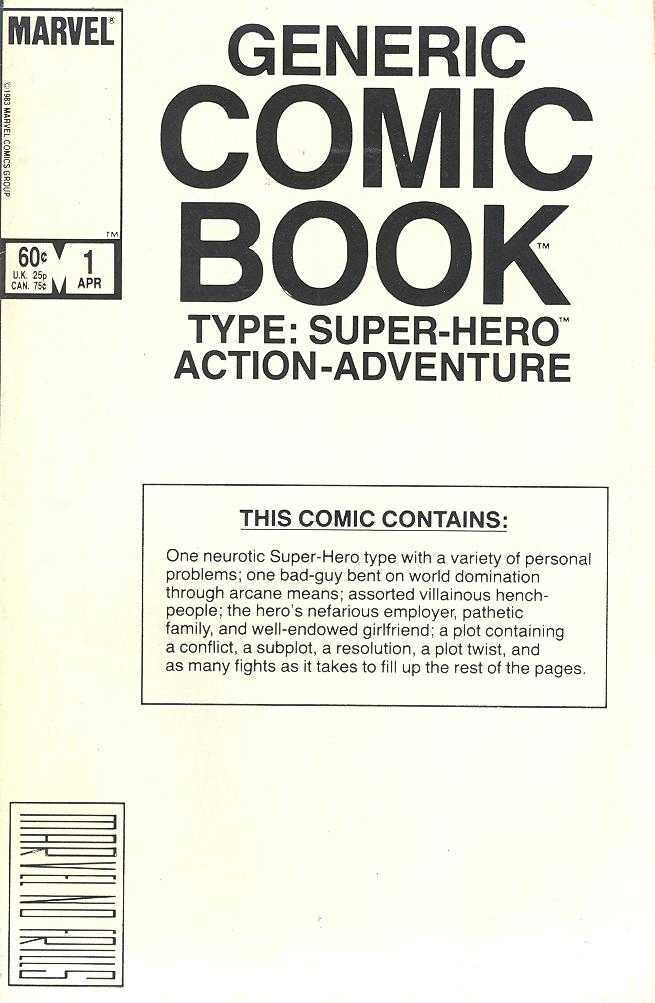 MARVEL®
©1983 MARVEL COMICS GROUP
TM
60¢
U.K. 25p
CAN. 75¢
1
APR
GENERIC
COMIC
BOOK™
TYPE: SUPER-HERO™
ACTION-ADVENTURE
THIS COMIC CONTAINS:
One neurotic Super-Hero type with a variety of personal
problems; one bad-guy bent on world domination
through arcane means; assorted villainous hench-
people; the hero's nefarious employer, pathetic
family, and well-endowed girlfriend; a plot containing
a conflict, a subplot, a resolution, a plot twist, and
as many fights as it takes to fill up the rest of the pages.